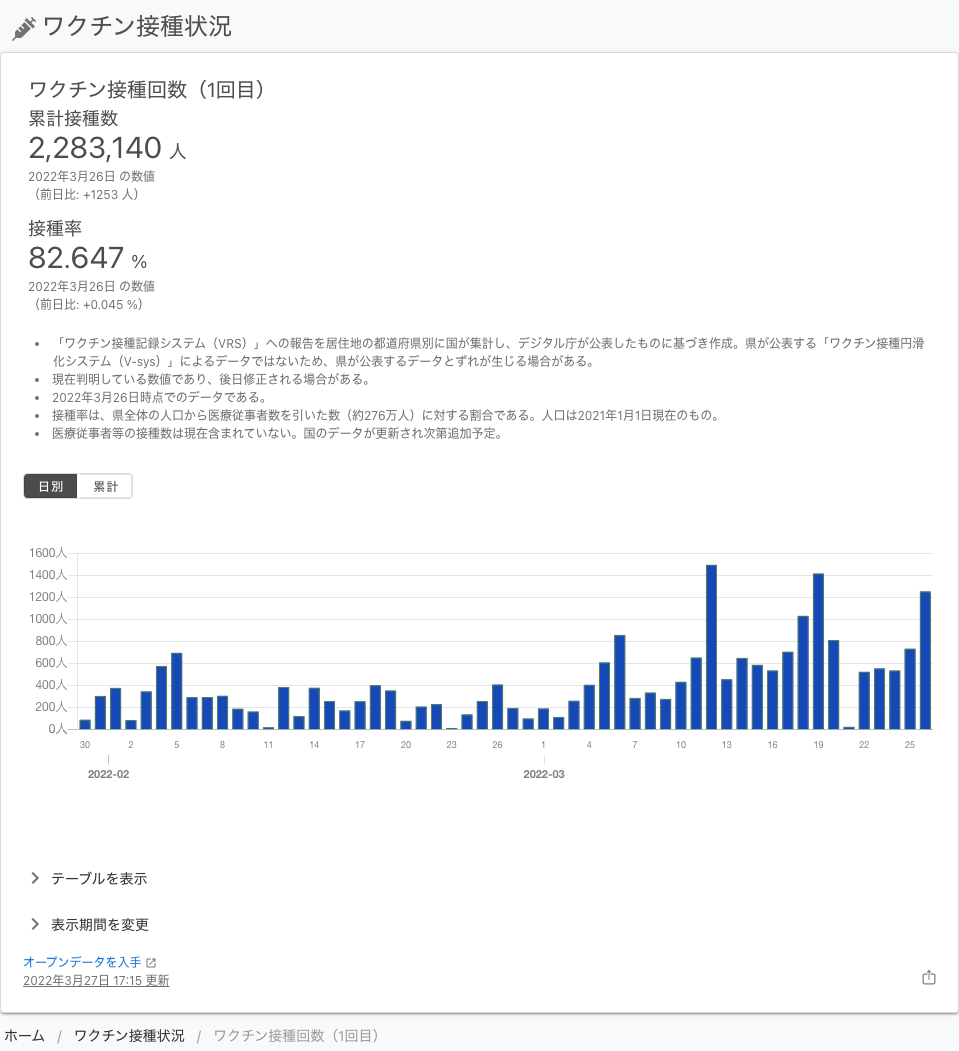 ワクチン接種状況
ワクチン接種回数（1回目）
累計接種数
2,283,140 人
2022年3月26日 の数値
（前日比: +1253 人）
接種率
82.647 %
2022年3月26日 の数値
（前日比: +0.045 %）
• 「ワクチン接種記録システム（VRS）」への報告を居住地の都道府県別に国が集計し、デジタル庁が公表したものに基づき作成。県が公表する「ワクチン接種円滑
化システム（V-sys）」によるデータではないため、県が公表するデータとずれが生じる場合がある。
• 現在判明している数値であり、後日修正される場合がある。
• 2022年3月26日時点でのデータである。
• 接種率は、県全体の人口から医療従事者数を引いた数（約276万人）に対する割合である。人口は2021年1月1日現在のもの。
• 医療従事者等の接種数は現在含まれていない。国のデータが更新され次第追加予定。
日別 累計
1600人
1400人
1200人
1000人
800人
600人
400人
200人
0人
30 2 5 8 11 14 17 20 23 26 1 4 7 10 13 16 19 22 25
2022-02 2022-03
テーブルを表示
表示期間を変更
オープンデータを入手
2022年3月27日 17:15 更新
ホーム / ワクチン接種状況 / ワクチン接種回数（1回目）